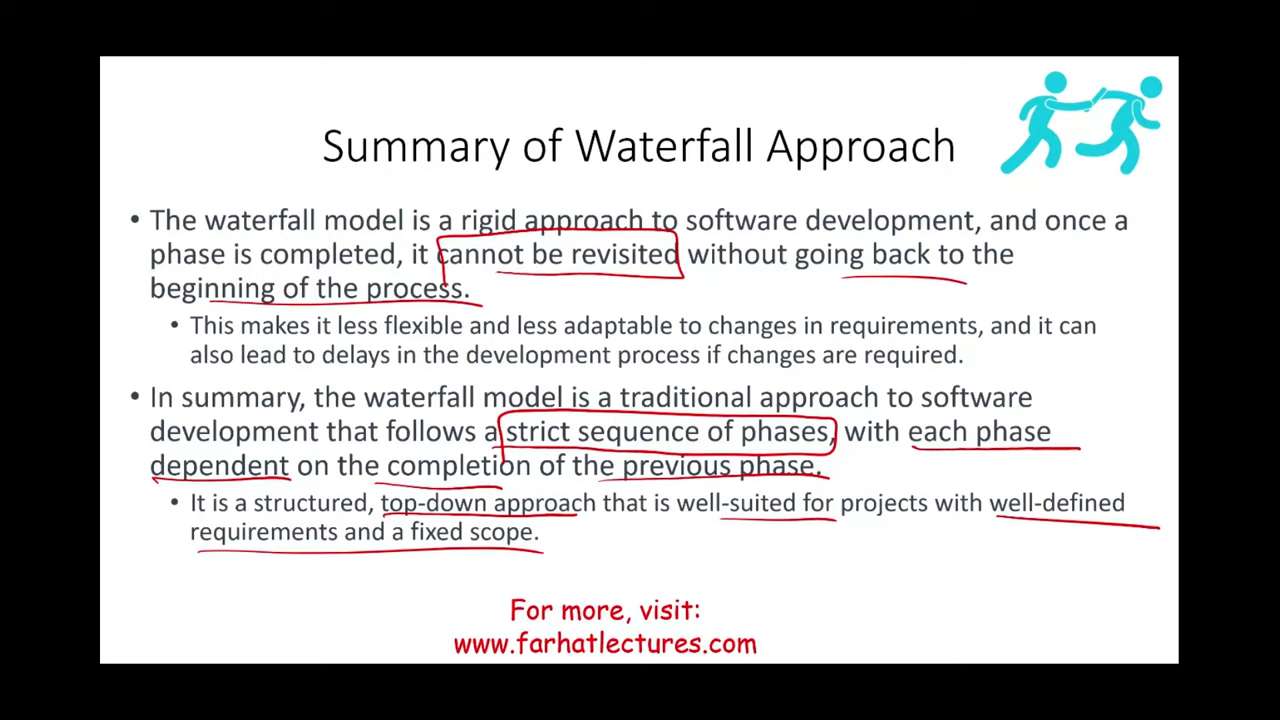 Summary of Waterfall Approach
• The waterfall model is a rigid approach to software development, and once a
phase is completed, it cannot be revisited without going back to the
beginning of the process.
• This makes it less flexible and less adaptable to changes in requirements, and it can
also lead to delays in the development process if changes are required.
• In summary, the waterfall model is a traditional approach to software
development that follows a strict sequence of phases, with each phase
dependent on the completion of the previous phase.
• It is a structured, top-down approach that is well-suited for projects with well-defined
requirements and a fixed scope.
For more, visit:
www.farhatlectures.com